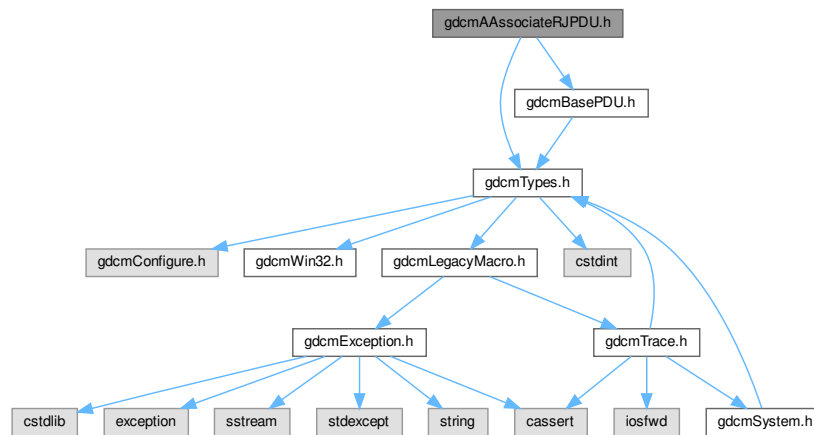 gdcmAAssociateRJPDU.h
gdcmBasePDU.h
gdcmTypes.h
gdcmConfigure.h
gdcmWin32.h
gdcmLegacyMacro.h
cstdint
gdcmException.h
gdcmTrace.h
cstdlib
exception
sstream
stdexcept
string
cassert
iosfwd
gdcmSystem.h